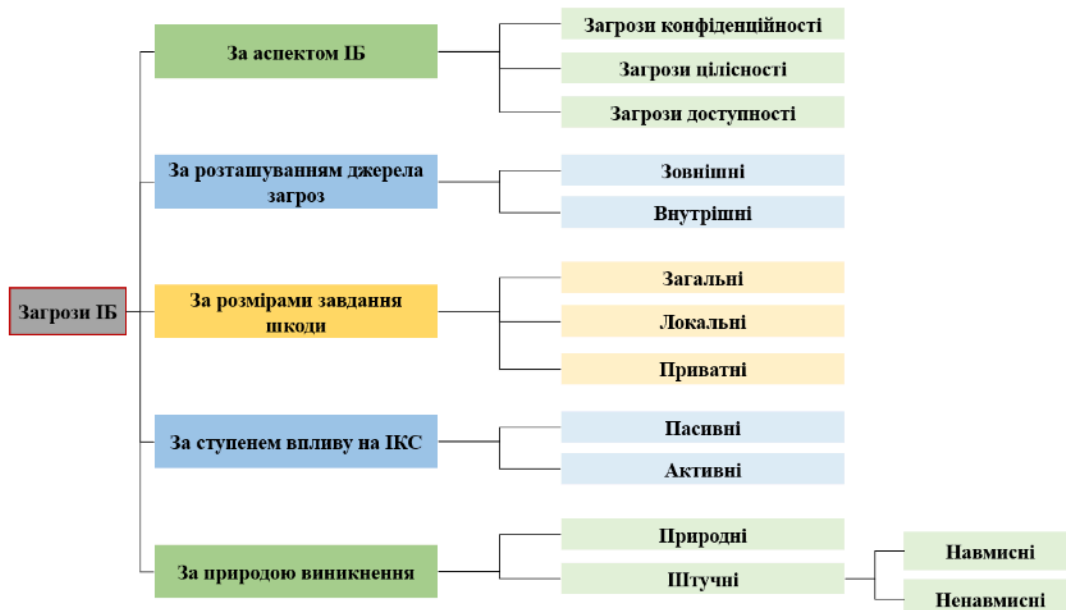 Загрози ІБ
За аспектом ІБ
Загрози конфіденційності
Загрози цілісності
Загрози доступності
За розташуванням джерела
загроз
Зовнішні
Внутрішні
За розмірами завдання
шкоди
Загальні
Локальні
Приватні
За ступенем впливу на ІКС
Пасивні
Активні
За природою виникнення
Природні
Штучні
Навмисні
Ненавмисні